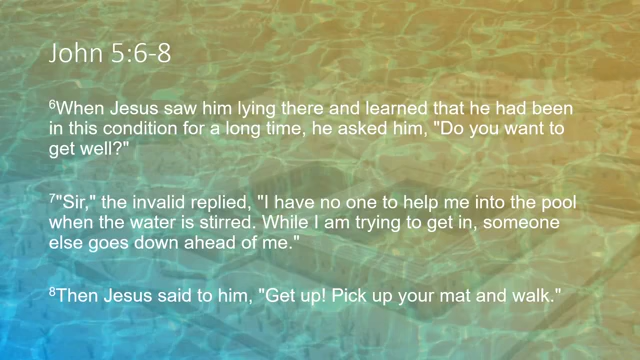 John 5:6-8
⁶When Jesus saw him lying there and learned that he had been
in this condition for a long time, he asked him, "Do you want to
get well?"
⁷"Sir," the invalid replied, "I have no one to help me into the pool
when the water is stirred. While I am trying to get in, someone
else goes down ahead of me."
⁸Then Jesus said to him, "Get up! Pick up your mat and walk."